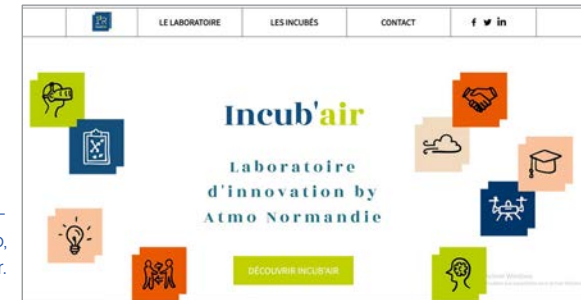 LE LABORATOIRE LES INCUBÉS CONTACT
Incub'air
Laboratoire
d'innovation by
Atmo Normandie
DÉCOUVRIR INCUB'AIR